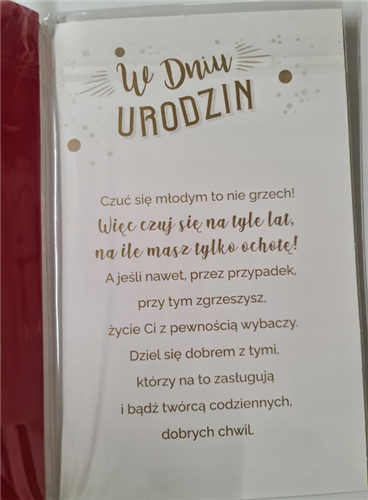 W Dniu
URODZIN
Czuć się młodym to nie grzech!
Więc czuj się na tyle lat,
na ile masz tylko ochotę!
A jeśli nawet, przez przypadek,
przy tym zgrzeszysz,
życie Ci z pewnością wybaczy.
Dziel się dobrem z tymi,
którzy na to zasługują
i bądź twórcą codziennych,
dobrych chwil.